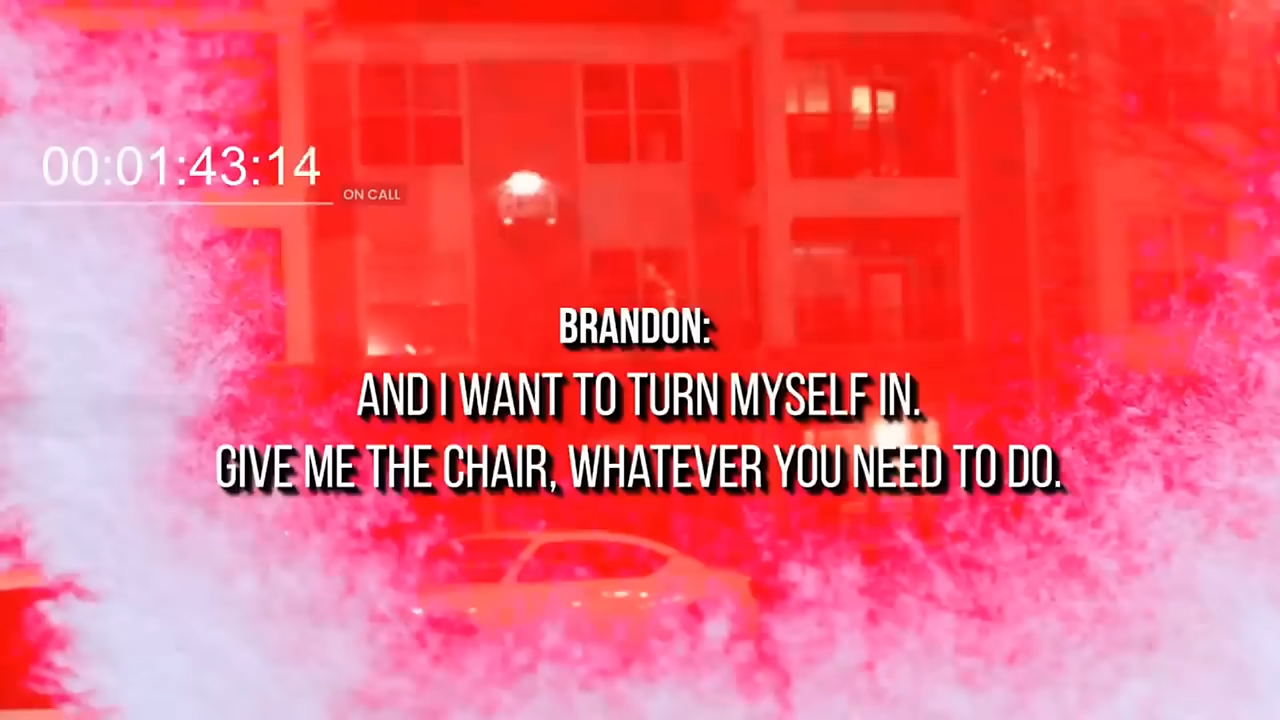 00:01:43:14
ON CALL
BRANDON:
AND I WANT TO TURN MYSELF IN.
GIVE ME THE CHAIR, WHATEVER YOU NEED TO DO.